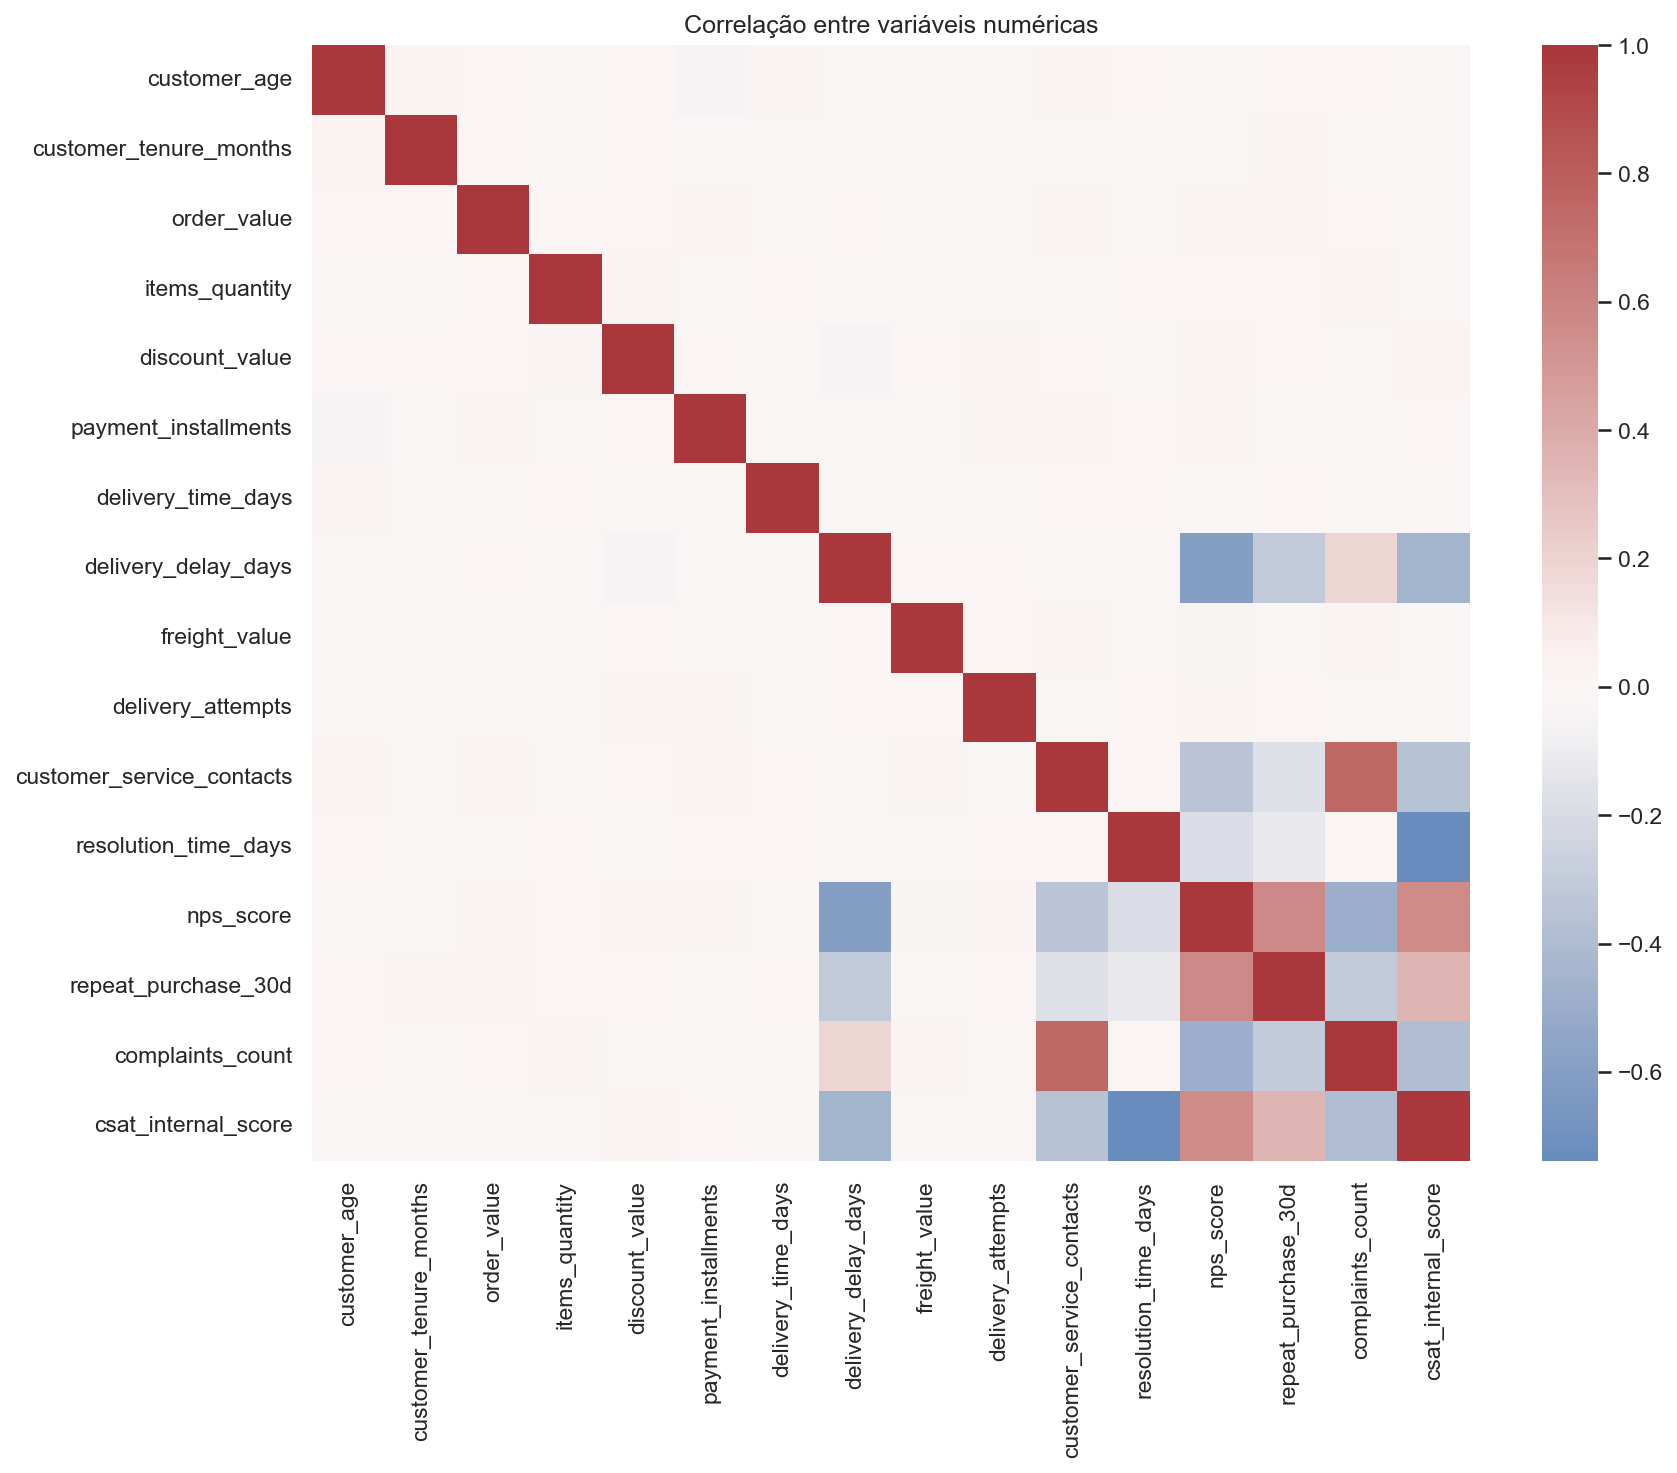 Correlação entre variáveis numéricas
customer_age
customer_tenure_months
order_value
items_quantity
discount_value
payment_installments
delivery_time_days
delivery_delay_days
freight_value
delivery_attempts
customer_service_contacts
resolution_time_days
nps_score
repeat_purchase_30d
complaints_count
csat_internal_score
customer_age
customer_tenure_months
order_value
items_quantity
discount_value
payment_installments
delivery_time_days
delivery_delay_days
freight_value
delivery_attempts
customer_service_contacts
resolution_time_days
nps_score
repeat_purchase_30d
complaints_count
csat_internal_score
1.0
0.8
0.6
0.4
0.2
0.0
−0.2
−0.4
−0.6